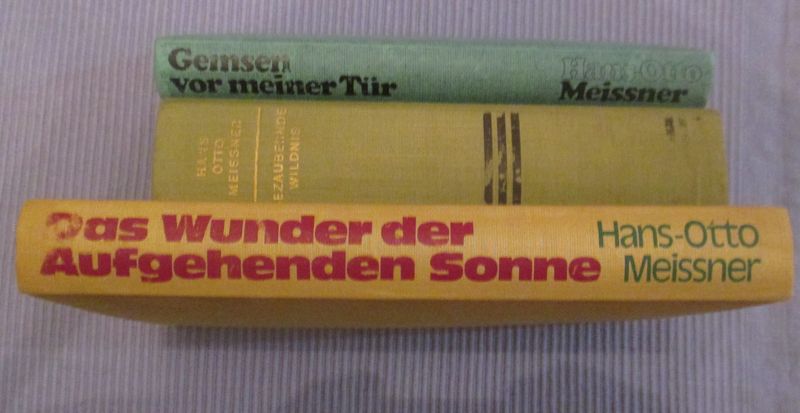 Gemsen
vor meiner Tür
Hans-Otto
Meissner
HANS
OTTO
MEISSNER
EZAUBERNDE
WILDNIS
Das Wunder der
Aufgehenden Sonne
Hans-Otto
Meissner